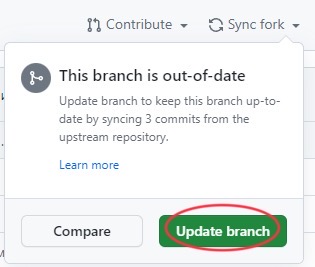 Contribute Sync fork
This branch is out-of-date
Update branch to keep this branch up-to-
date by syncing 3 commits from the
upstream repository.
Learn more
Compare Update branch